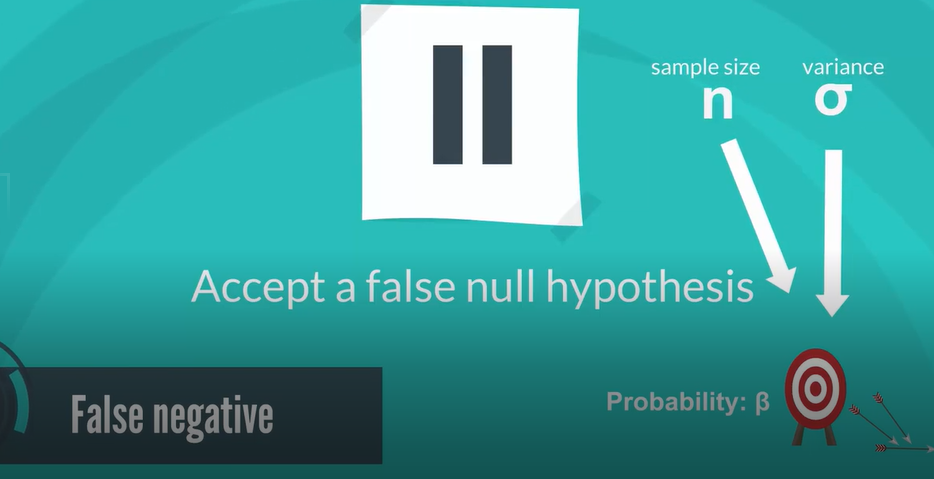 II
sample size
n
variance
σ
Accept a false null hypothesis
Probability: β
False negative